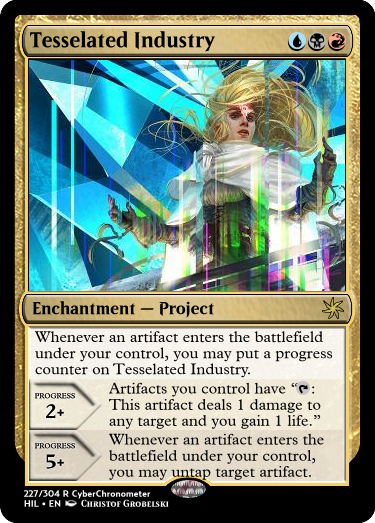 Tesselated Industry
Enchantment — Project
Whenever an artifact enters the battlefield
under your control, you may put a progress
counter on Tesselated Industry.
PROGRESS
2+
Artifacts you control have “ :
This artifact deals 1 damage to
any target and you gain 1 life.”
PROGRESS
5+
Whenever an artifact enters the
battlefield under your control,
you may untap target artifact.
227/304 R CyberChronometer
HIL • EN Christof Grobelski